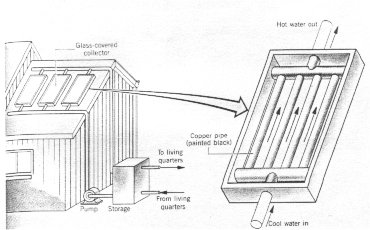 Glass-covered
collector
Hot water out
Copper pipe
(painted black)
To living
quarters
From living
quarters
Pump
Storage
Cool water in